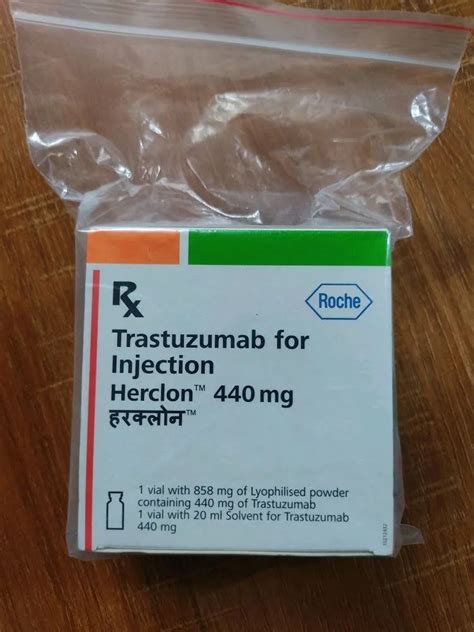 Rx
Roche
Trastuzumab for
Injection
Herclon™ 440 mg
हरक्लोन™
1 vial with 858 mg of Lyophilised powder
containing 440 mg of Trastuzumab
1 vial with 20 ml Solvent for Trastuzumab
440 mg